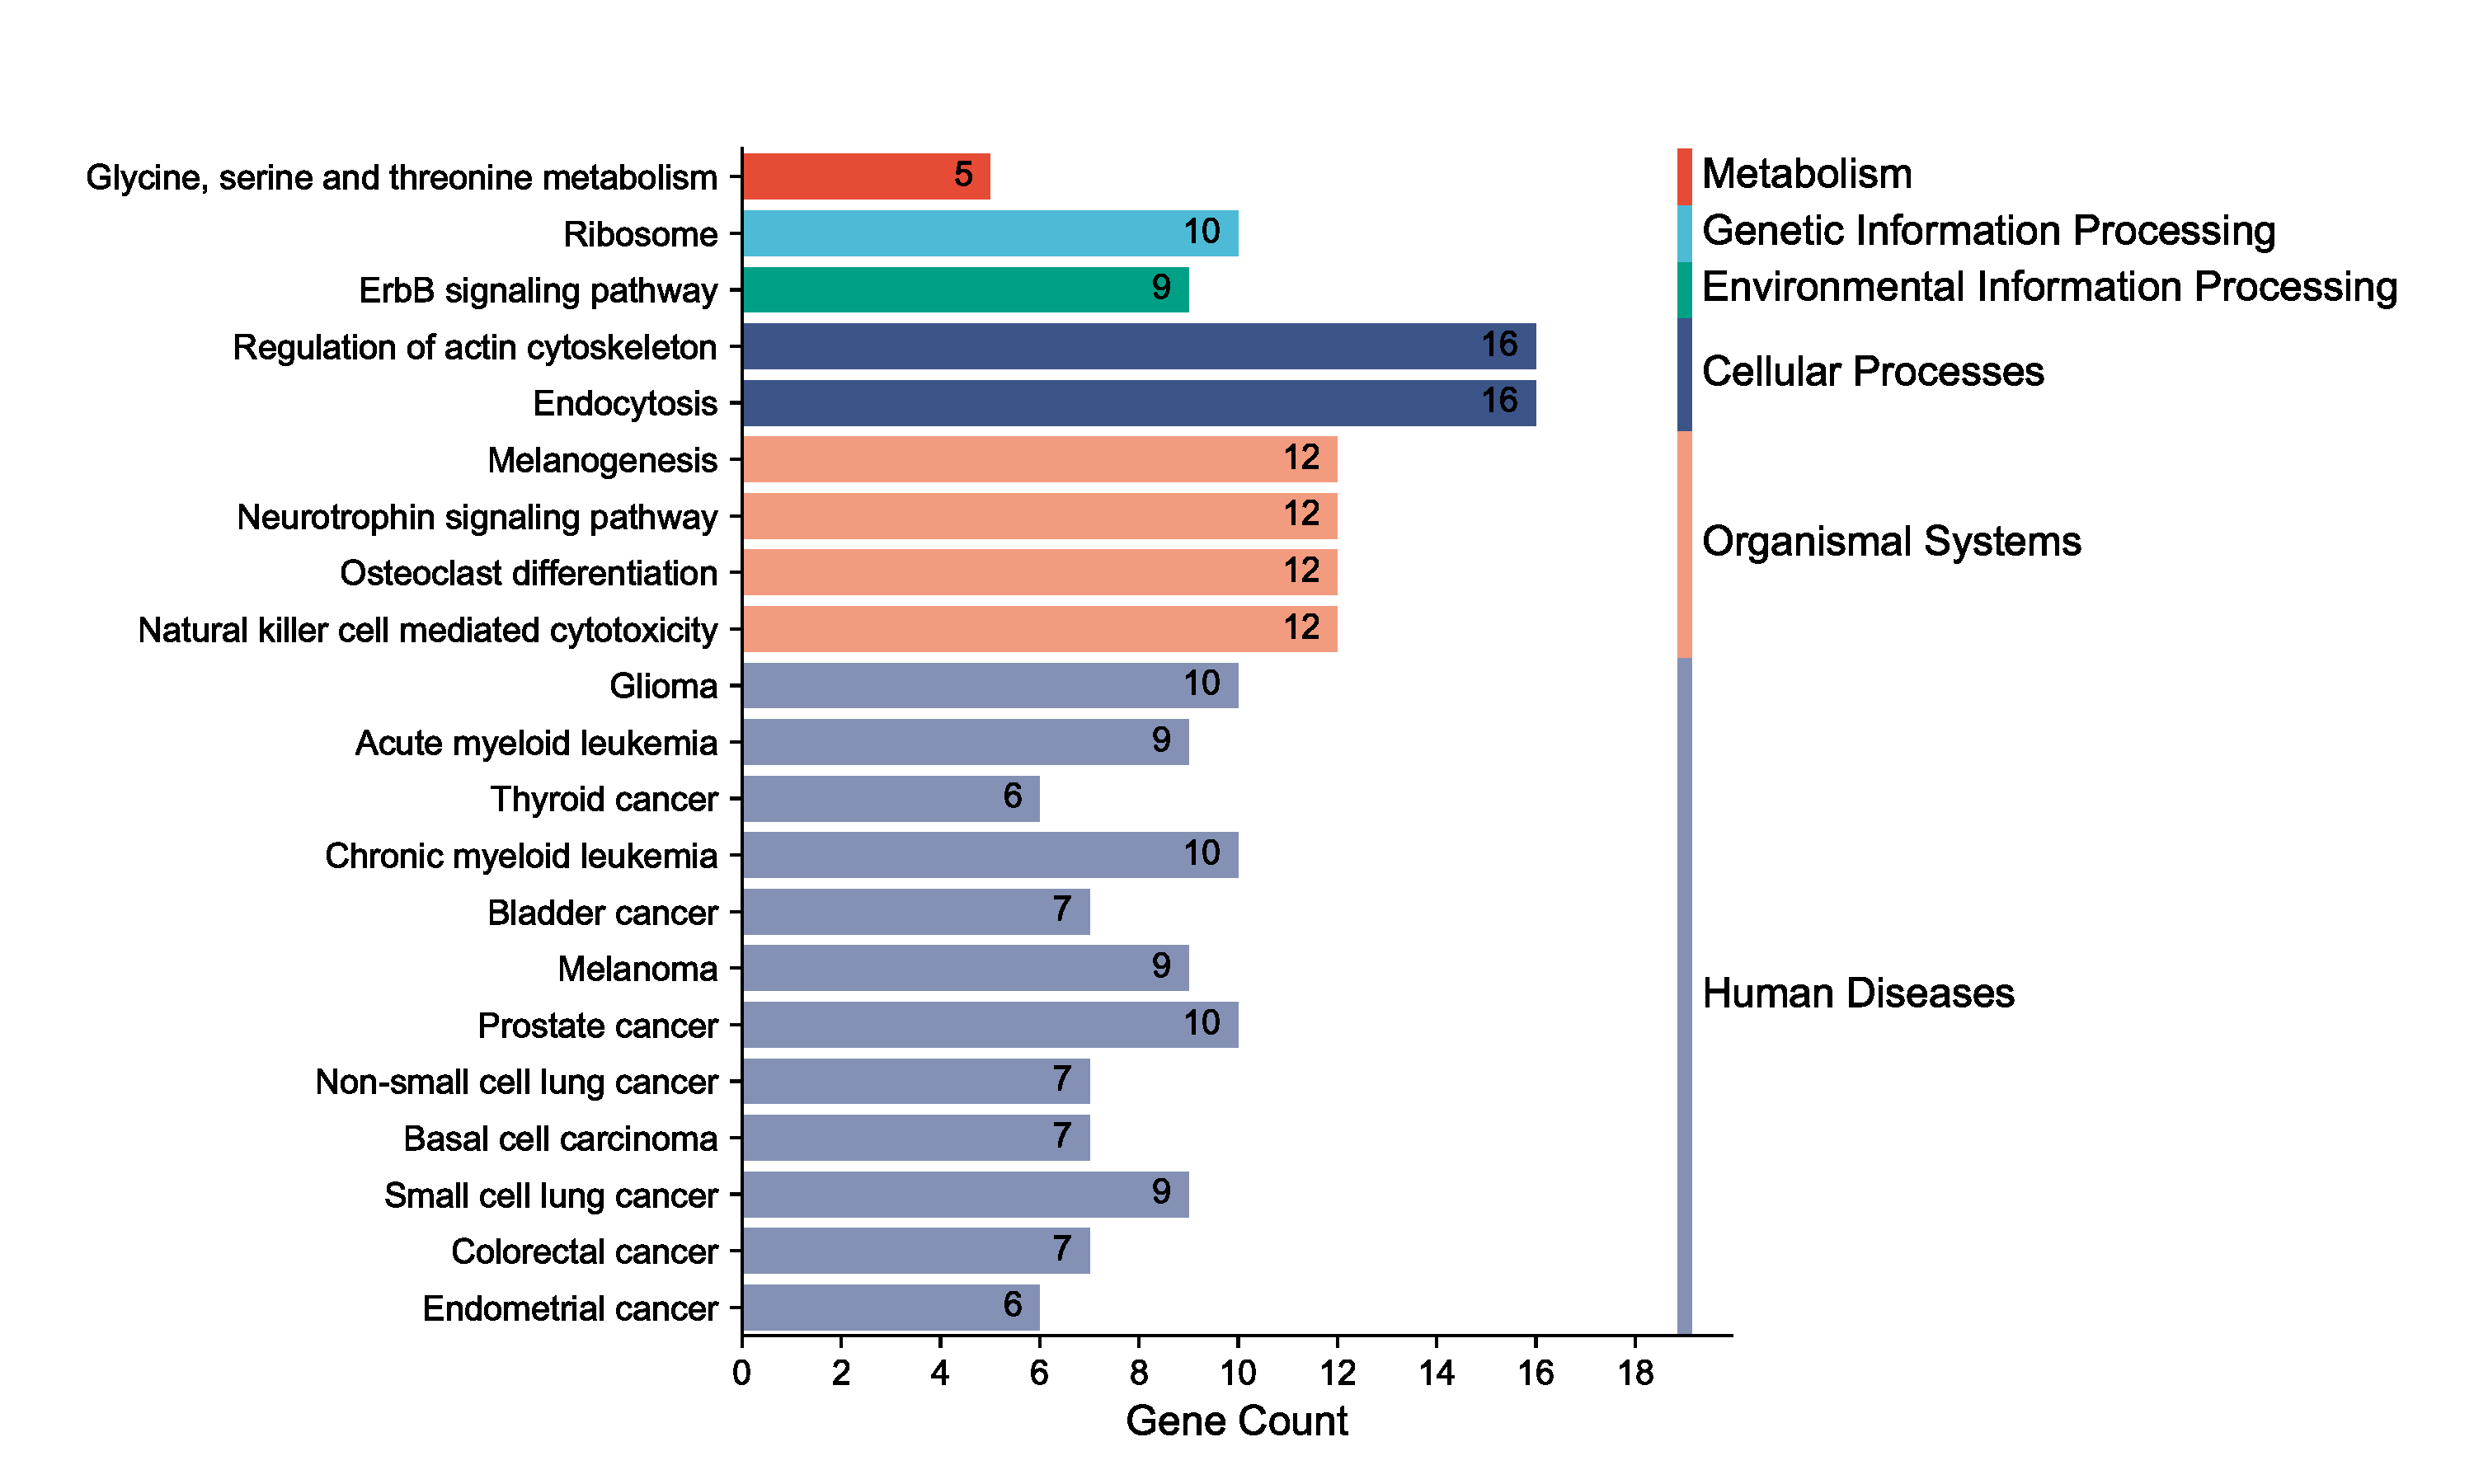 Glycine, serine and threonine metabolism 5 Metabolism
Ribosome 10 Genetic Information Processing
ErbB signaling pathway 9 Environmental Information Processing
Regulation of actin cytoskeleton 16
Cellular Processes
Endocytosis 16
Melanogenesis 12
Neurotrophin signaling pathway 12
Organismal Systems
Osteoclast differentiation 12
Natural killer cell mediated cytotoxicity 12
Glioma 10
Acute myeloid leukemia 9
Thyroid cancer 6
Chronic myeloid leukemia 10
Bladder cancer 7
Melanoma 9
Human Diseases
Prostate cancer 10
Non-small cell lung cancer 7
Basal cell carcinoma 7
Small cell lung cancer 9
Colorectal cancer 7
Endometrial cancer 6
0 2 4 6 8 10 12 14 16 18
Gene Count